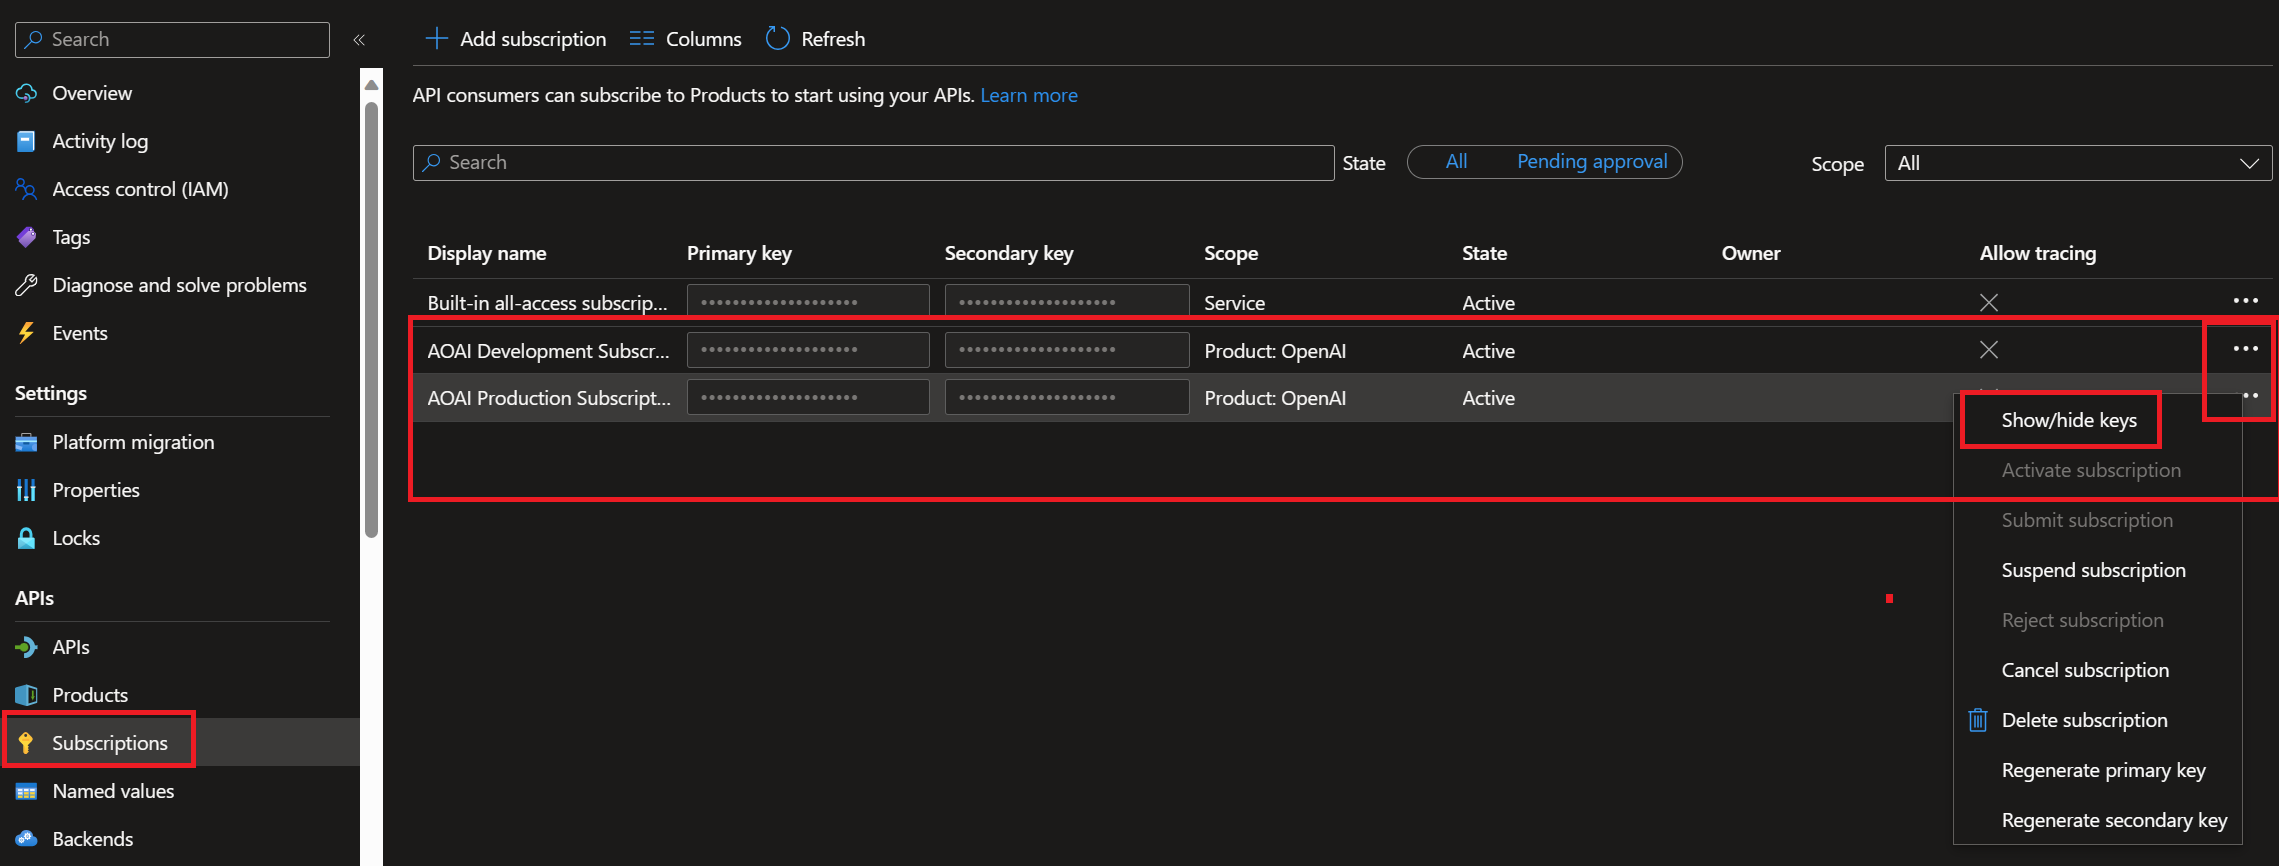 Search
«
Overview
Activity log
Access control (IAM)
Tags
Diagnose and solve problems
Events
Settings
Platform migration
Properties
Locks
APIs
APIs
Products
Subscriptions
Named values
Backends
Add subscription Columns Refresh
API consumers can subscribe to Products to start using your APIs. Learn more
Search State All Pending approval Scope All
Display name Primary key Secondary key Scope State Owner Allow tracing
Built-in all-access subscrip... •••••••••••••••••••• •••••••••••••••••••• Service Active
AOAI Development Subscr... •••••••••••••••••••• •••••••••••••••••••• Product: OpenAI Active
AOAI Production Subscript... •••••••••••••••••••• •••••••••••••••••••• Product: OpenAI Active
Show/hide keys
Activate subscription
Submit subscription
Suspend subscription
Reject subscription
Cancel subscription
Delete subscription
Regenerate primary key
Regenerate secondary key